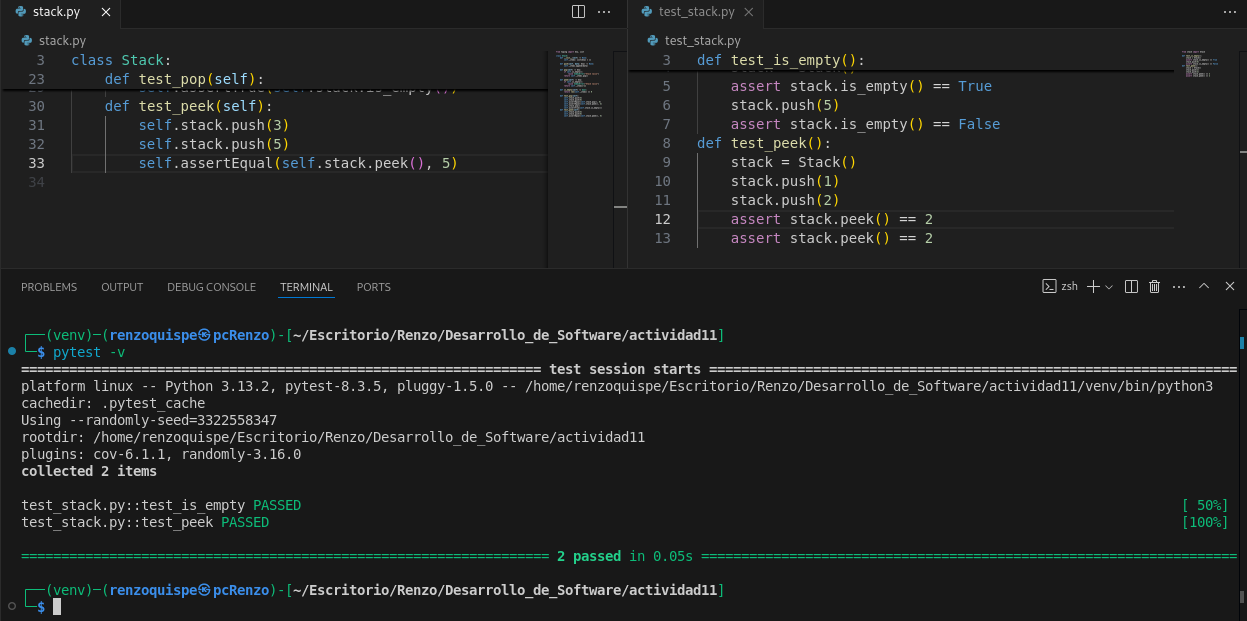 stack.py
stack.py
3 class Stack:
23 def test_pop(self):
30 def test_peek(self):
31 self.stack.push(3)
32 self.stack.push(5)
33 self.assertEqual(self.stack.peek(), 5)
34
test_stack.py
test_stack.py
3 def test_is_empty():
5 assert stack.is_empty() == True
6 stack.push(5)
7 assert stack.is_empty() == False
8 def test_peek():
9 stack = Stack()
10 stack.push(1)
11 stack.push(2)
12 assert stack.peek() == 2
13 assert stack.peek() == 2
PROBLEMS OUTPUT DEBUG CONSOLE TERMINAL PORTS zsh
┌──(venv)─(renzoquispe㉿pcRenzo)-[~/Escritorio/Renzo/Desarrollo_de_Software/actividad11]
└─$ pytest -v
test session starts
platform linux -- Python 3.13.2, pytest-8.3.5, pluggy-1.5.0 -- /home/renzoquispe/Escritorio/Renzo/Desarrollo_de_Software/actividad11/venv/bin/python3
cachedir: .pytest_cache
Using --randomly-seed=3322558347
rootdir: /home/renzoquispe/Escritorio/Renzo/Desarrollo_de_Software/actividad11
plugins: cov-6.1.1, randomly-3.16.0
collected 2 items
test_stack.py::test_is_empty PASSED [ 50%]
test_stack.py::test_peek PASSED [100%]
2 passed in 0.05s
┌──(venv)─(renzoquispe㉿pcRenzo)-[~/Escritorio/Renzo/Desarrollo_de_Software/actividad11]
└─$